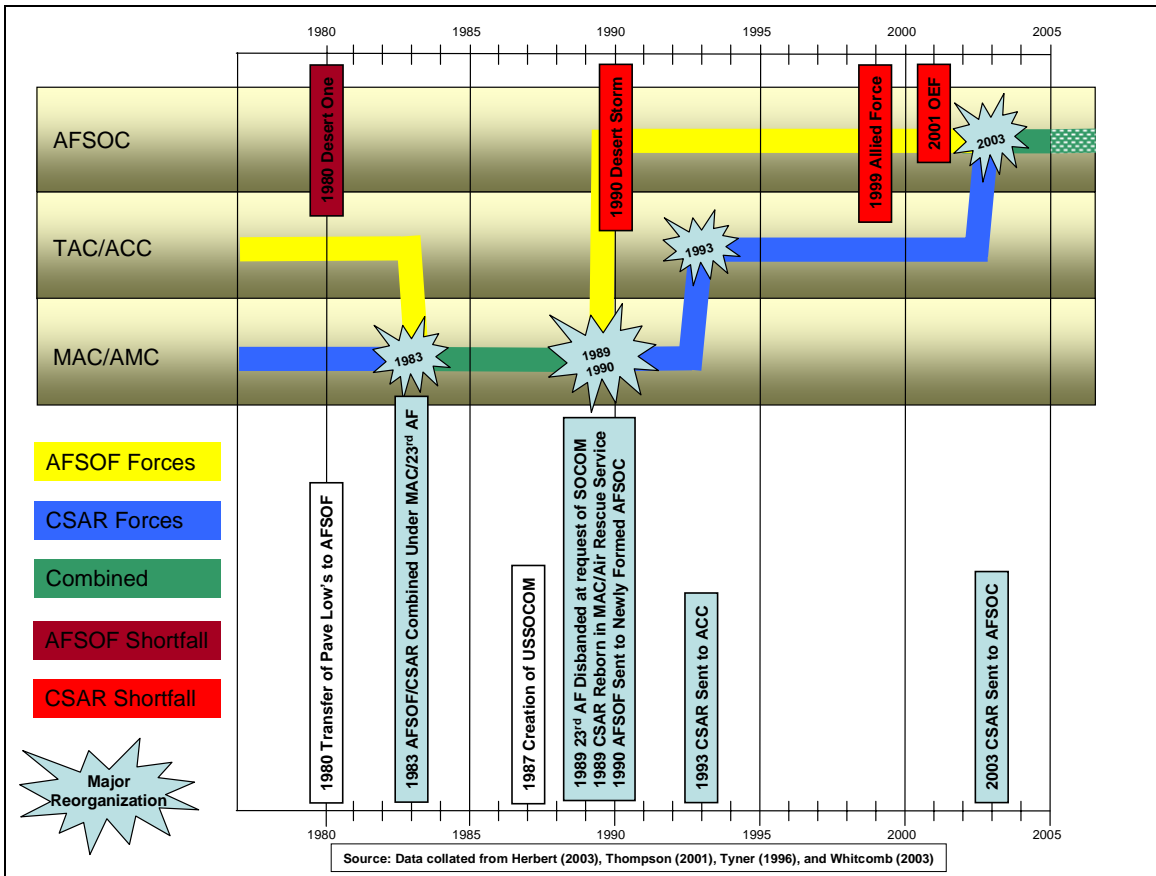 1980
1985
1990
1995
2000
2005
AFSOC
TAC/ACC
MAC/AMC
1980 Desert One
1990 Desert Storm
1999 Allied Force
2001 OEF
2003
1993
1983
1989
1990
AFSOF Forces
CSAR Forces
Combined
AFSOF Shortfall
CSAR Shortfall
Major
Reorganization
1980 Transfer of Pave Low's to AFSOF
1983 AFSOF/CSAR Combined Under MAC/23rd AF
1987 Creation of USSOCOM
1989 23rd AF Disbanded at request of SOCOM
1989 CSAR Reborn in MAC/Air Rescue Service
1990 AFSOF Sent to Newly Formed AFSOC
1993 CSAR Sent to ACC
2003 CSAR Sent to AFSOC
1980
1985
1990
1995
2000
2005
Source: Data collated from Herbert (2003), Thompson (2001), Tyner (1996), and Whitcomb (2003)